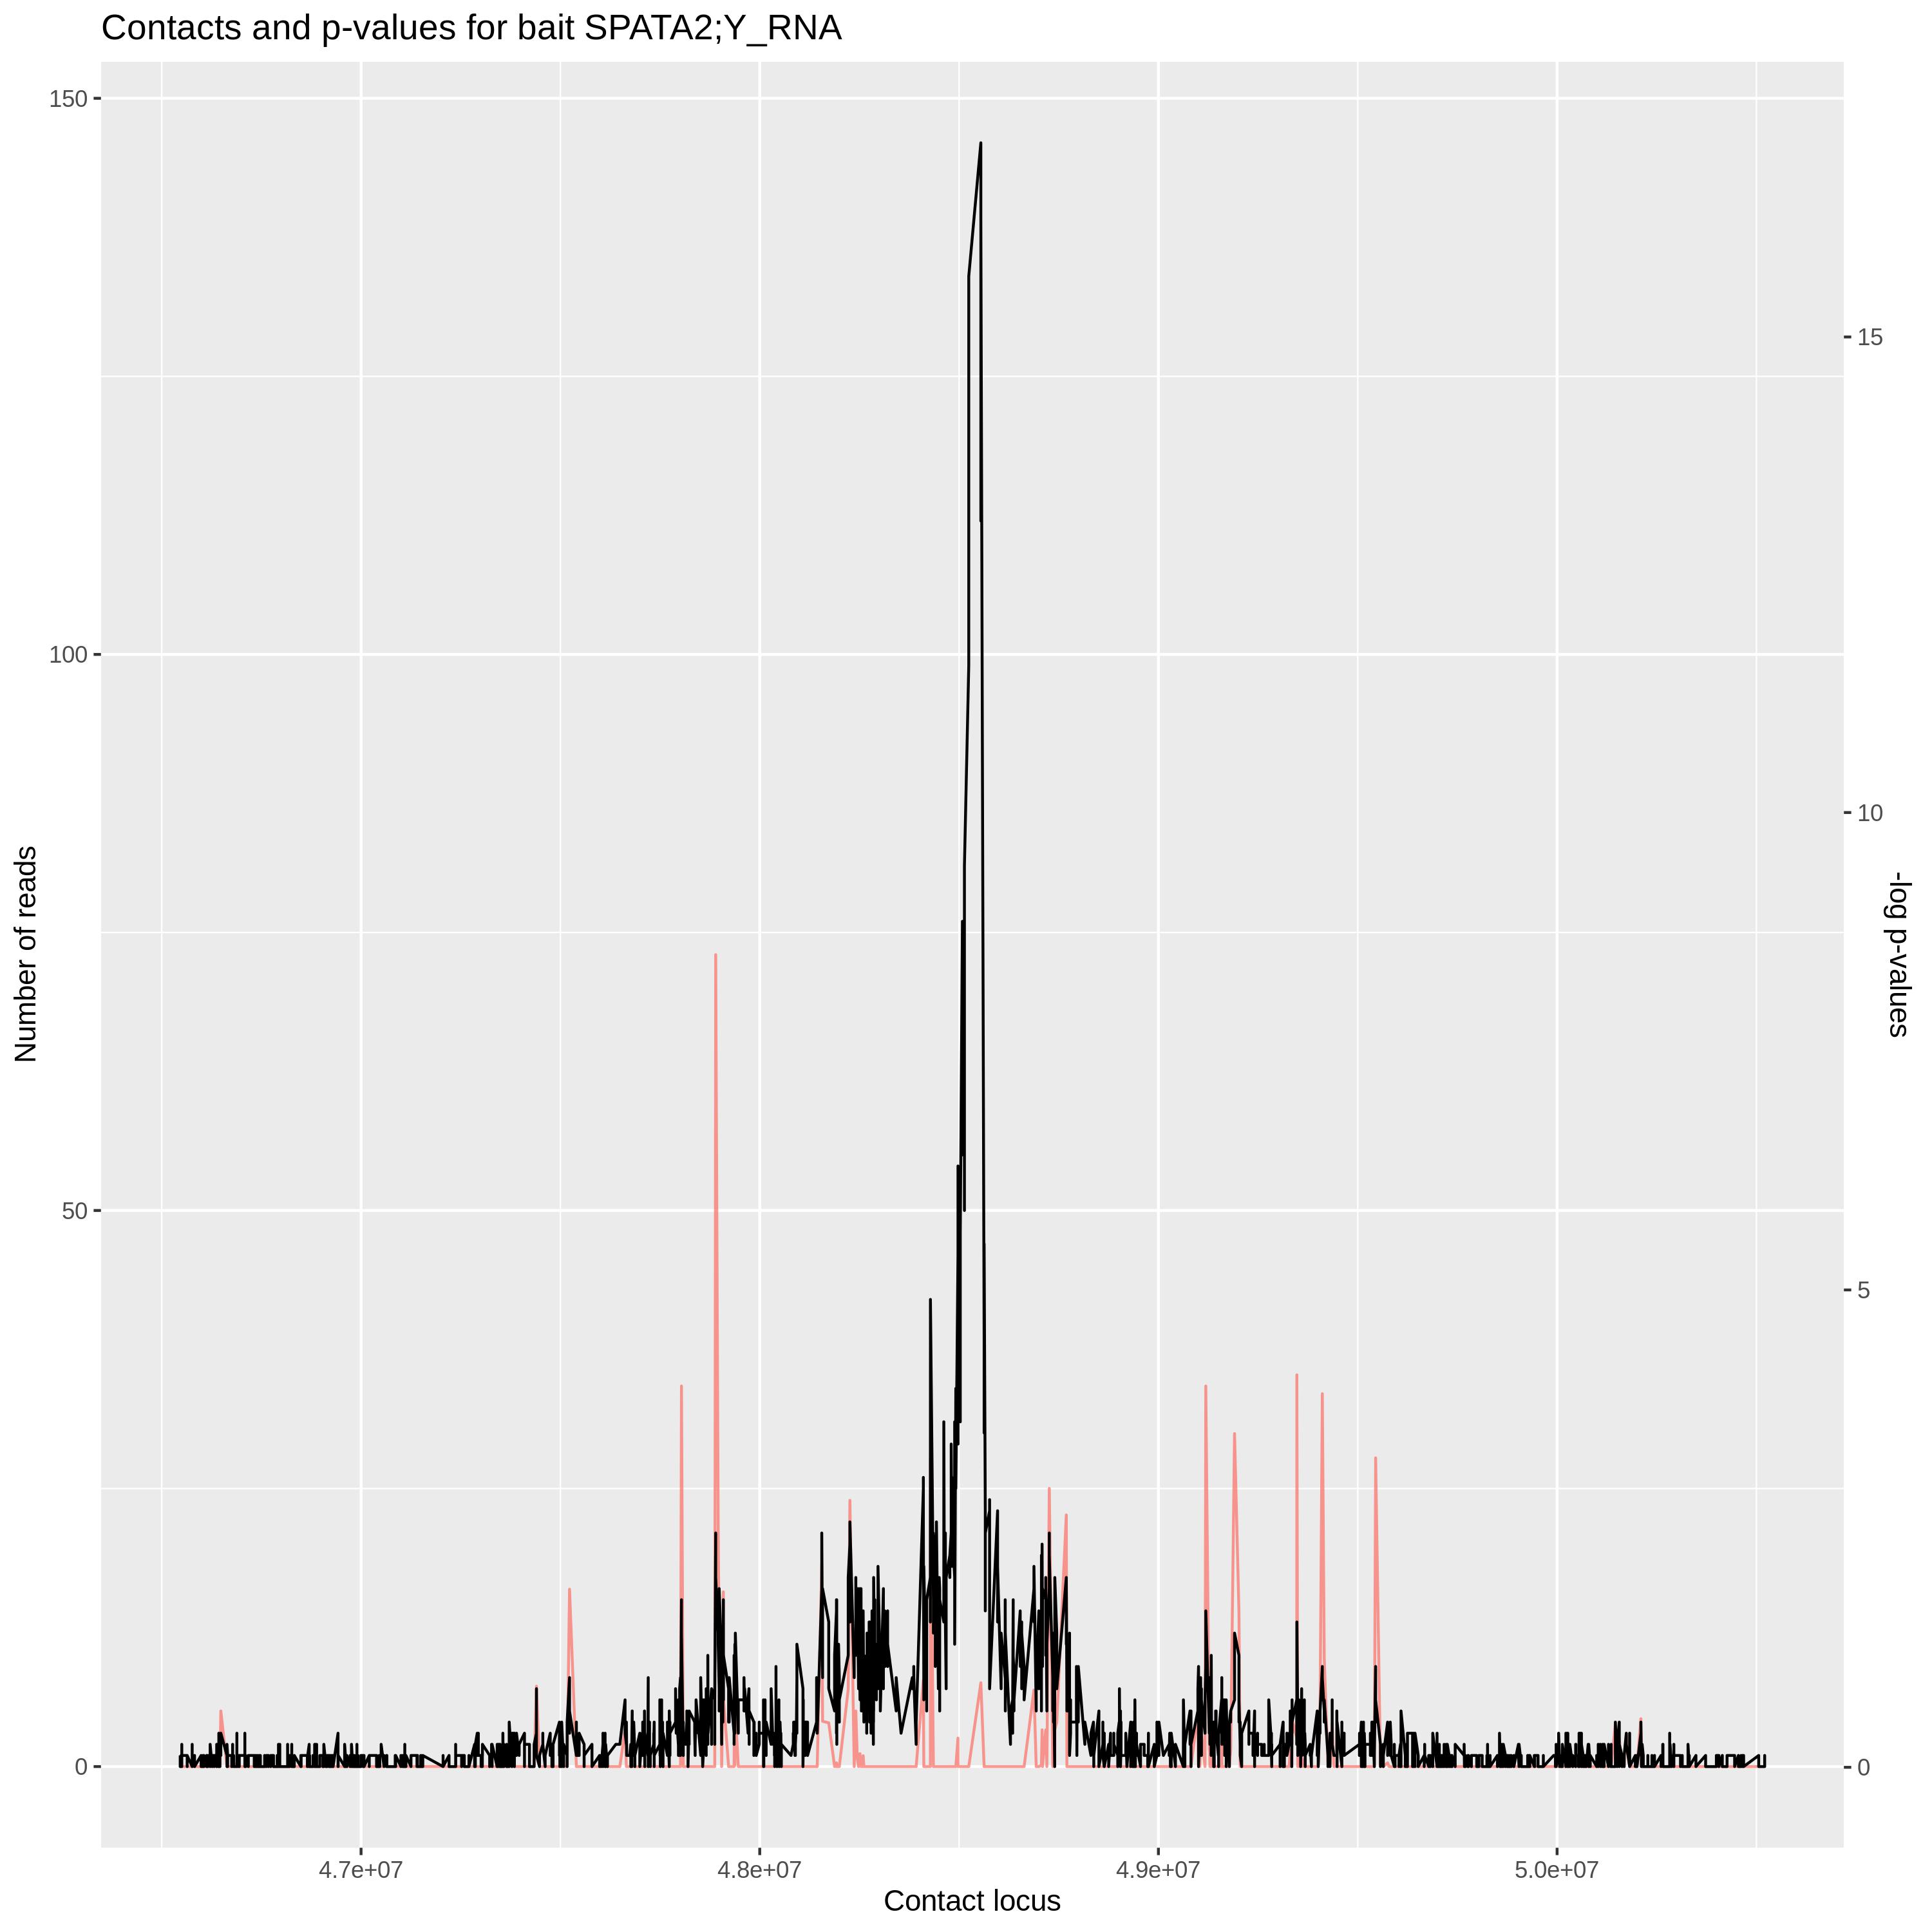 Contacts and p-values for bait SPATA2;Y_RNA
150
100
50
0
Number of reads
15
10
5
0
-log p-values
4.7e+07
4.8e+07
4.9e+07
5.0e+07
Contact locus